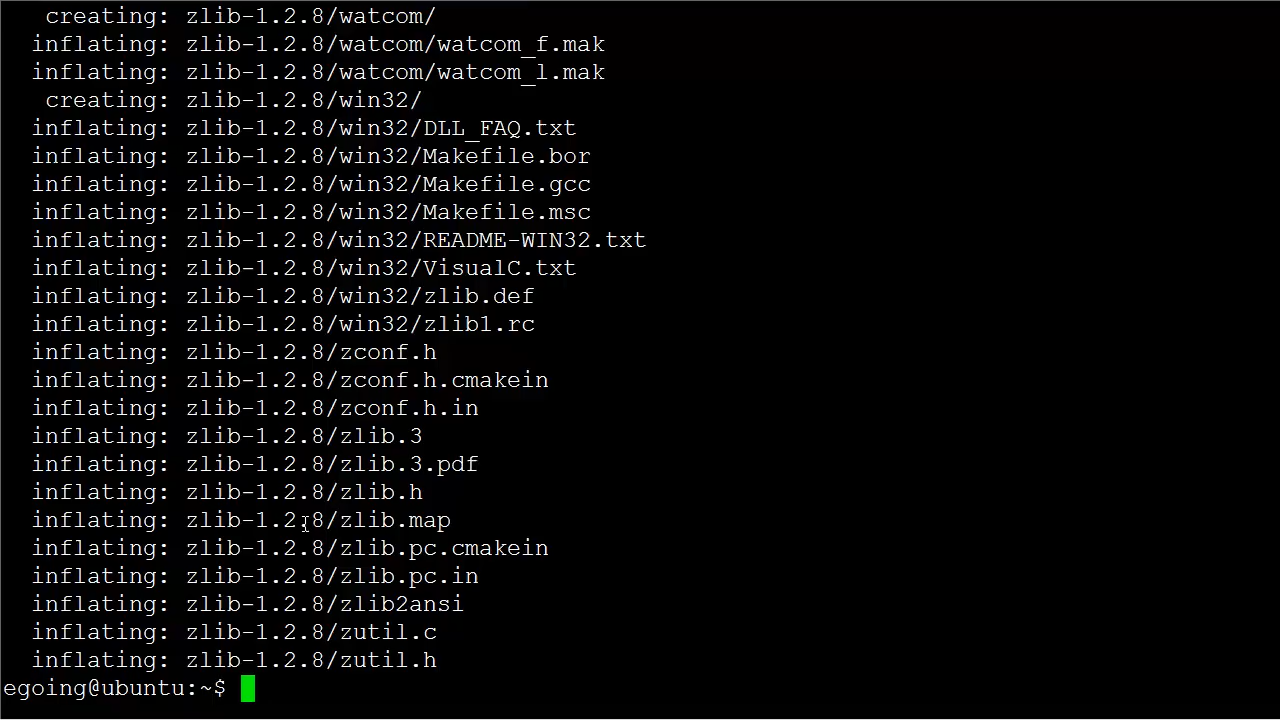 creating: zlib-1.2.8/watcom/
inflating: zlib-1.2.8/watcom/watcom_f.mak
inflating: zlib-1.2.8/watcom/watcom_l.mak
creating: zlib-1.2.8/win32/
inflating: zlib-1.2.8/win32/DLL_FAQ.txt
inflating: zlib-1.2.8/win32/Makefile.bor
inflating: zlib-1.2.8/win32/Makefile.gcc
inflating: zlib-1.2.8/win32/Makefile.msc
inflating: zlib-1.2.8/win32/README-WIN32.txt
inflating: zlib-1.2.8/win32/VisualC.txt
inflating: zlib-1.2.8/win32/zlib.def
inflating: zlib-1.2.8/win32/zlib1.rc
inflating: zlib-1.2.8/zconf.h
inflating: zlib-1.2.8/zconf.h.cmakein
inflating: zlib-1.2.8/zconf.h.in
inflating: zlib-1.2.8/zlib.3
inflating: zlib-1.2.8/zlib.3.pdf
inflating: zlib-1.2.8/zlib.h
inflating: zlib-1.2.8/zlib.map
inflating: zlib-1.2.8/zlib.pc.cmakein
inflating: zlib-1.2.8/zlib.pc.in
inflating: zlib-1.2.8/zlib2ansi
inflating: zlib-1.2.8/zutil.c
inflating: zlib-1.2.8/zutil.h
egoing@ubuntu:~$